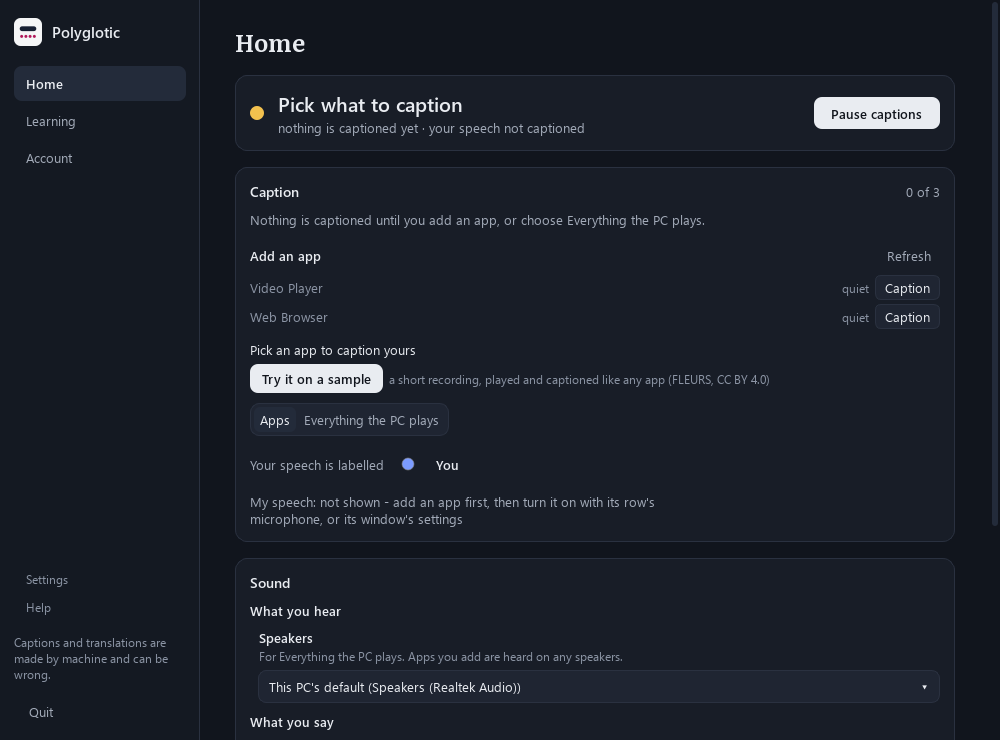 Polyglotic
Home
Learning
Account
Settings
Help
Captions and translations are
made by machine and can be
wrong.
Quit
Home
Pick what to caption
nothing is captioned yet · your speech not captioned
Pause captions
Caption
0 of 3
Nothing is captioned until you add an app, or choose Everything the PC plays.
Add an app
Refresh
Video Player
quiet
Caption
Web Browser
quiet
Caption
Pick an app to caption yours
Try it on a sample
a short recording, played and captioned like any app (FLEURS, CC BY 4.0)
Apps
Everything the PC plays
Your speech is labelled
You
My speech: not shown - add an app first, then turn it on with its row's
microphone, or its window's settings
Sound
What you hear
Speakers
For Everything the PC plays. Apps you add are heard on any speakers.
This PC's default (Speakers (Realtek Audio))
What you say